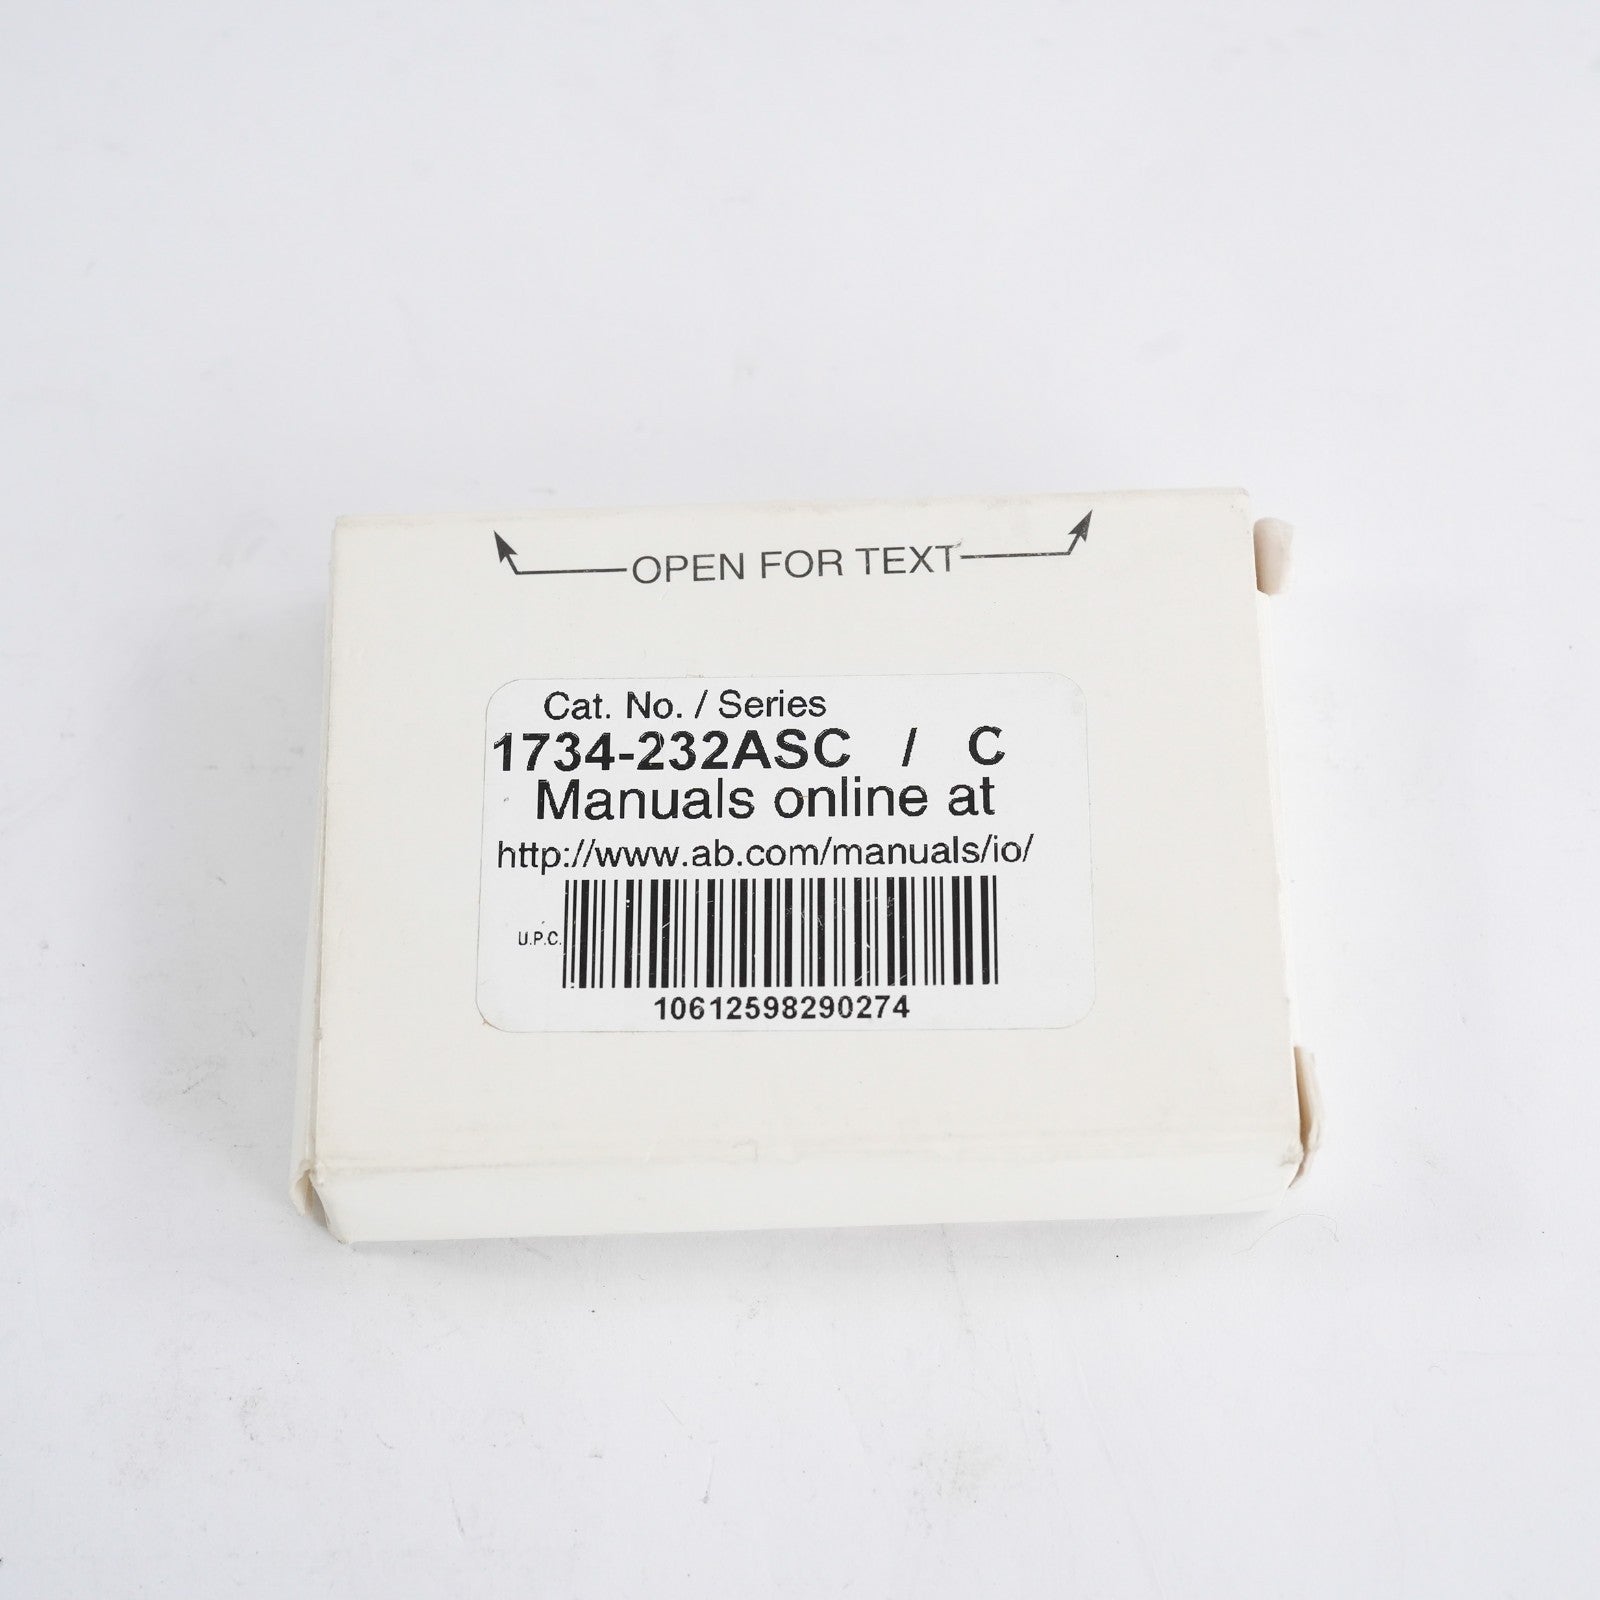 OPEN FOR TEXT
Cat. No. / Series
1734-232ASC / C
Manuals online at
http://www.ab.com/manuals/io/
U.P.C.
10612598290274